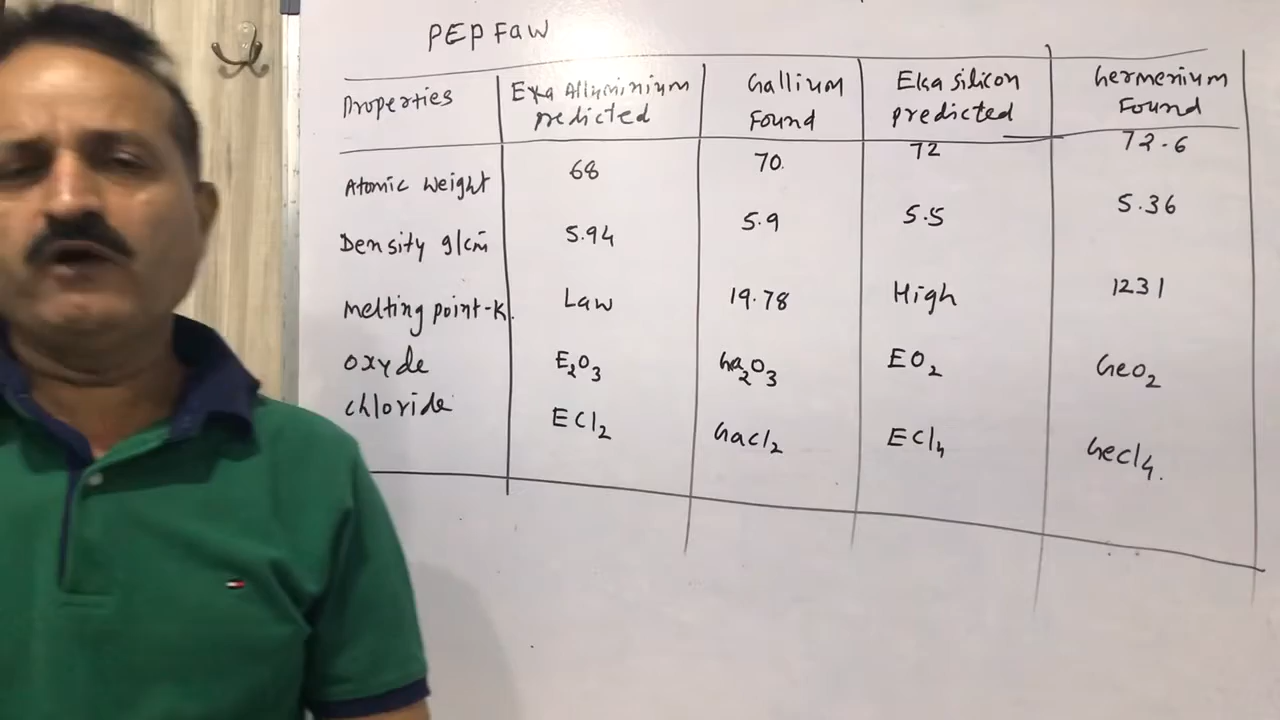 PEPFAW
Properties Eka Alluminium predicted Gallium Found Eka silicon predicted Germenium Found
Atomic Weight 68 70. 72 72.6
Density g/cm 5.94 5.9 5.5 5.36
Melting point-K. Law 19.78 High 1231
Oxyde E₂O₃ Ga₂O₃ EO₂ GeO₂
chloride ECl₂ GaCl₂ ECl₄ GeCl₄.